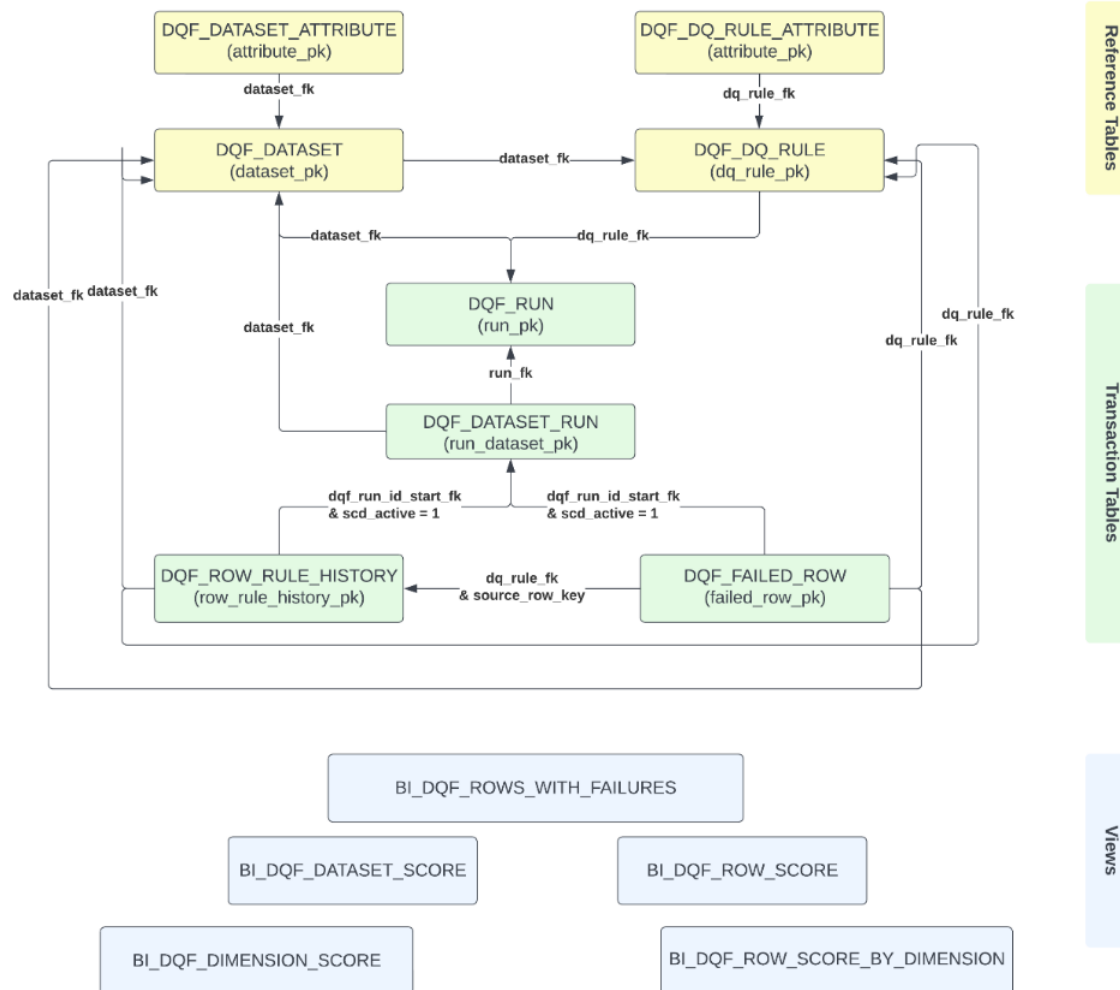 DQF_DATASET_ATTRIBUTE
(attribute_pk)
DQF_DQ_RULE_ATTRIBUTE
(attribute_pk)
Reference Tables
dataset_fk
dq_rule_fk
DQF_DATASET
(dataset_pk)
dataset_fk
DQF_DQ_RULE
(dq_rule_pk)
dataset_fk
dq_rule_fk
dataset_fk
dataset_fk
DQF_RUN
(run_pk)
dataset_fk
dq_rule_fk
dq_rule_fk
run_fk
Transaction Tables
DQF_DATASET_RUN
(run_dataset_pk)
dqf_run_id_start_fk
& scd_active = 1
dqf_run_id_start_fk
& scd_active = 1
DQF_ROW_RULE_HISTORY
(row_rule_history_pk)
dq_rule_fk
& source_row_key
DQF_FAILED_ROW
(failed_row_pk)
BI_DQF_ROWS_WITH_FAILURES
Views
BI_DQF_DATASET_SCORE
BI_DQF_ROW_SCORE
BI_DQF_DIMENSION_SCORE
BI_DQF_ROW_SCORE_BY_DIMENSION